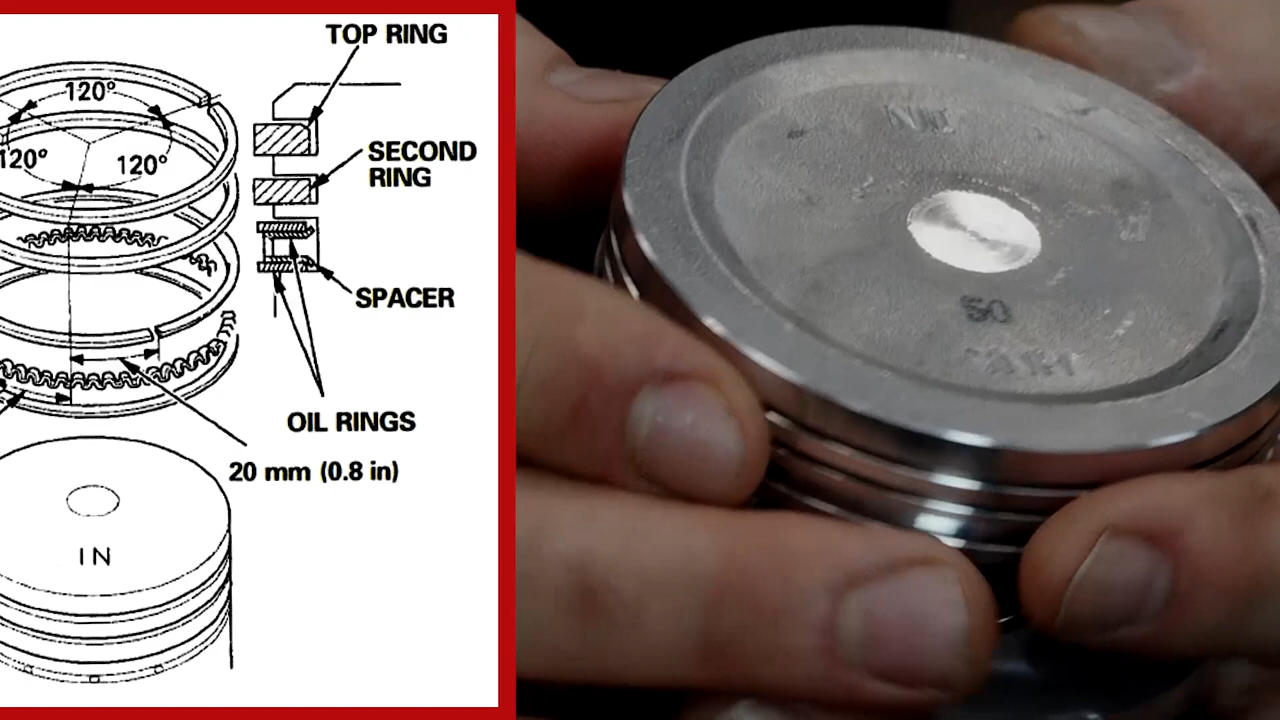 TOP RING
120°
120°
120°
SECOND
RING
SPACER
OIL RINGS
20 mm (0.8 in)
IN
50